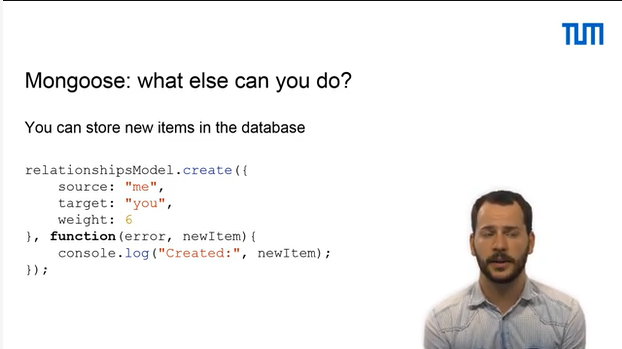 TUM
Mongoose: what else can you do?
You can store new items in the database
relationshipsModel.create({
    source: "me",
    target: "you",
    weight: 6
}, function(error, newItem){
    console.log("Created:", newItem);
});